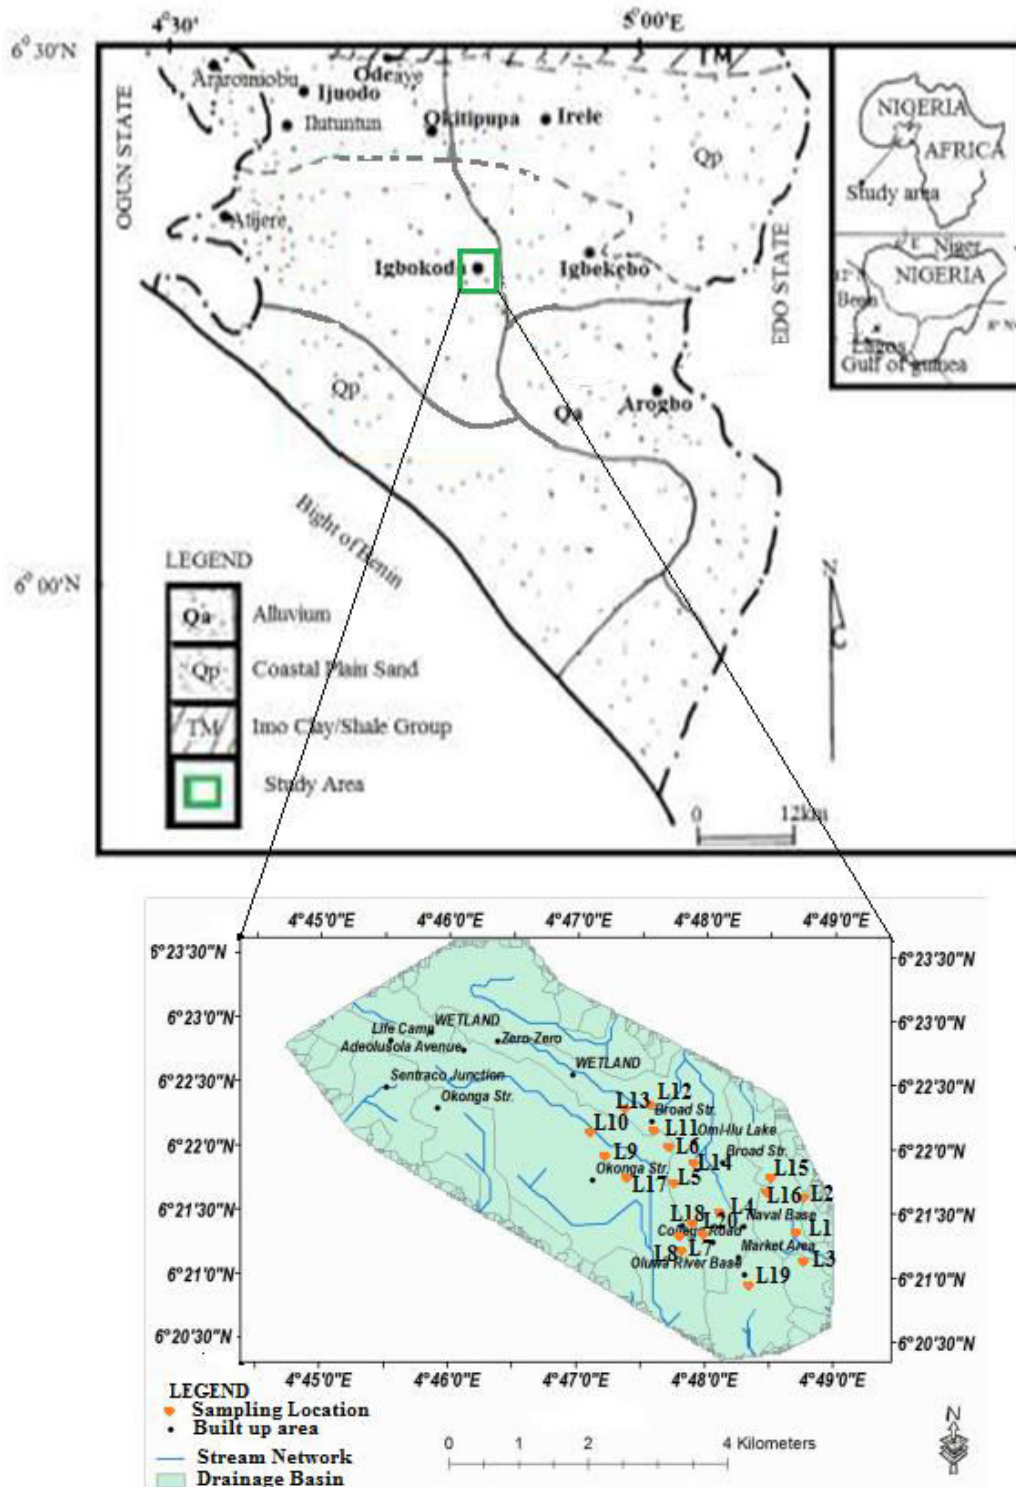 4°30' 5°00'E
6°30'N
TM
Araromiobu
Odeaye
Ijuodo
Ilutuntun
Okitipupa
Irele
Qp
OGUN STATE
Atijere
Igbokoda
Igbekebo
EDO STATE
Qp
Qa
Arogbo
Bight of Benin
6°00'N
N
0 12km
NIGERIA
AFRICA
Study area
Niger
NIGERIA
Lagos
Gulf of guinea
LEGEND
Qa Alluvium
Qp Coastal Plain Sand
TM Imo Clay/Shale Group
Study Area
4°45'0"E 4°46'0"E 4°47'0"E 4°48'0"E 4°49'0"E
6°23'30"N 6°23'30"N
6°23'0"N 6°23'0"N
6°22'30"N 6°22'30"N
6°22'0"N 6°22'0"N
6°21'30"N 6°21'30"N
6°21'0"N 6°21'0"N
6°20'30"N 6°20'30"N
Life Camp
WETLAND
Adeolusola Avenue
Zero-Zero
WETLAND
Sentraco Junction
Okonga Str.
L12
L13
Broad Str.
L10
L11
Omi-Ilu Lake
L6
Broad Str.
L9
L14
L15
Okonga Str.
L17
L5
L16
L2
L4
Naval Base
L18
L20
College Road
L1
L7
Market Area
L8
Oluwa River Base
L3
L19
4°45'0"E 4°46'0"E 4°47'0"E 4°48'0"E 4°49'0"E
LEGEND
Sampling Location
Built up area
Stream Network
Drainage Basin
0 1 2 4 Kilometers
N